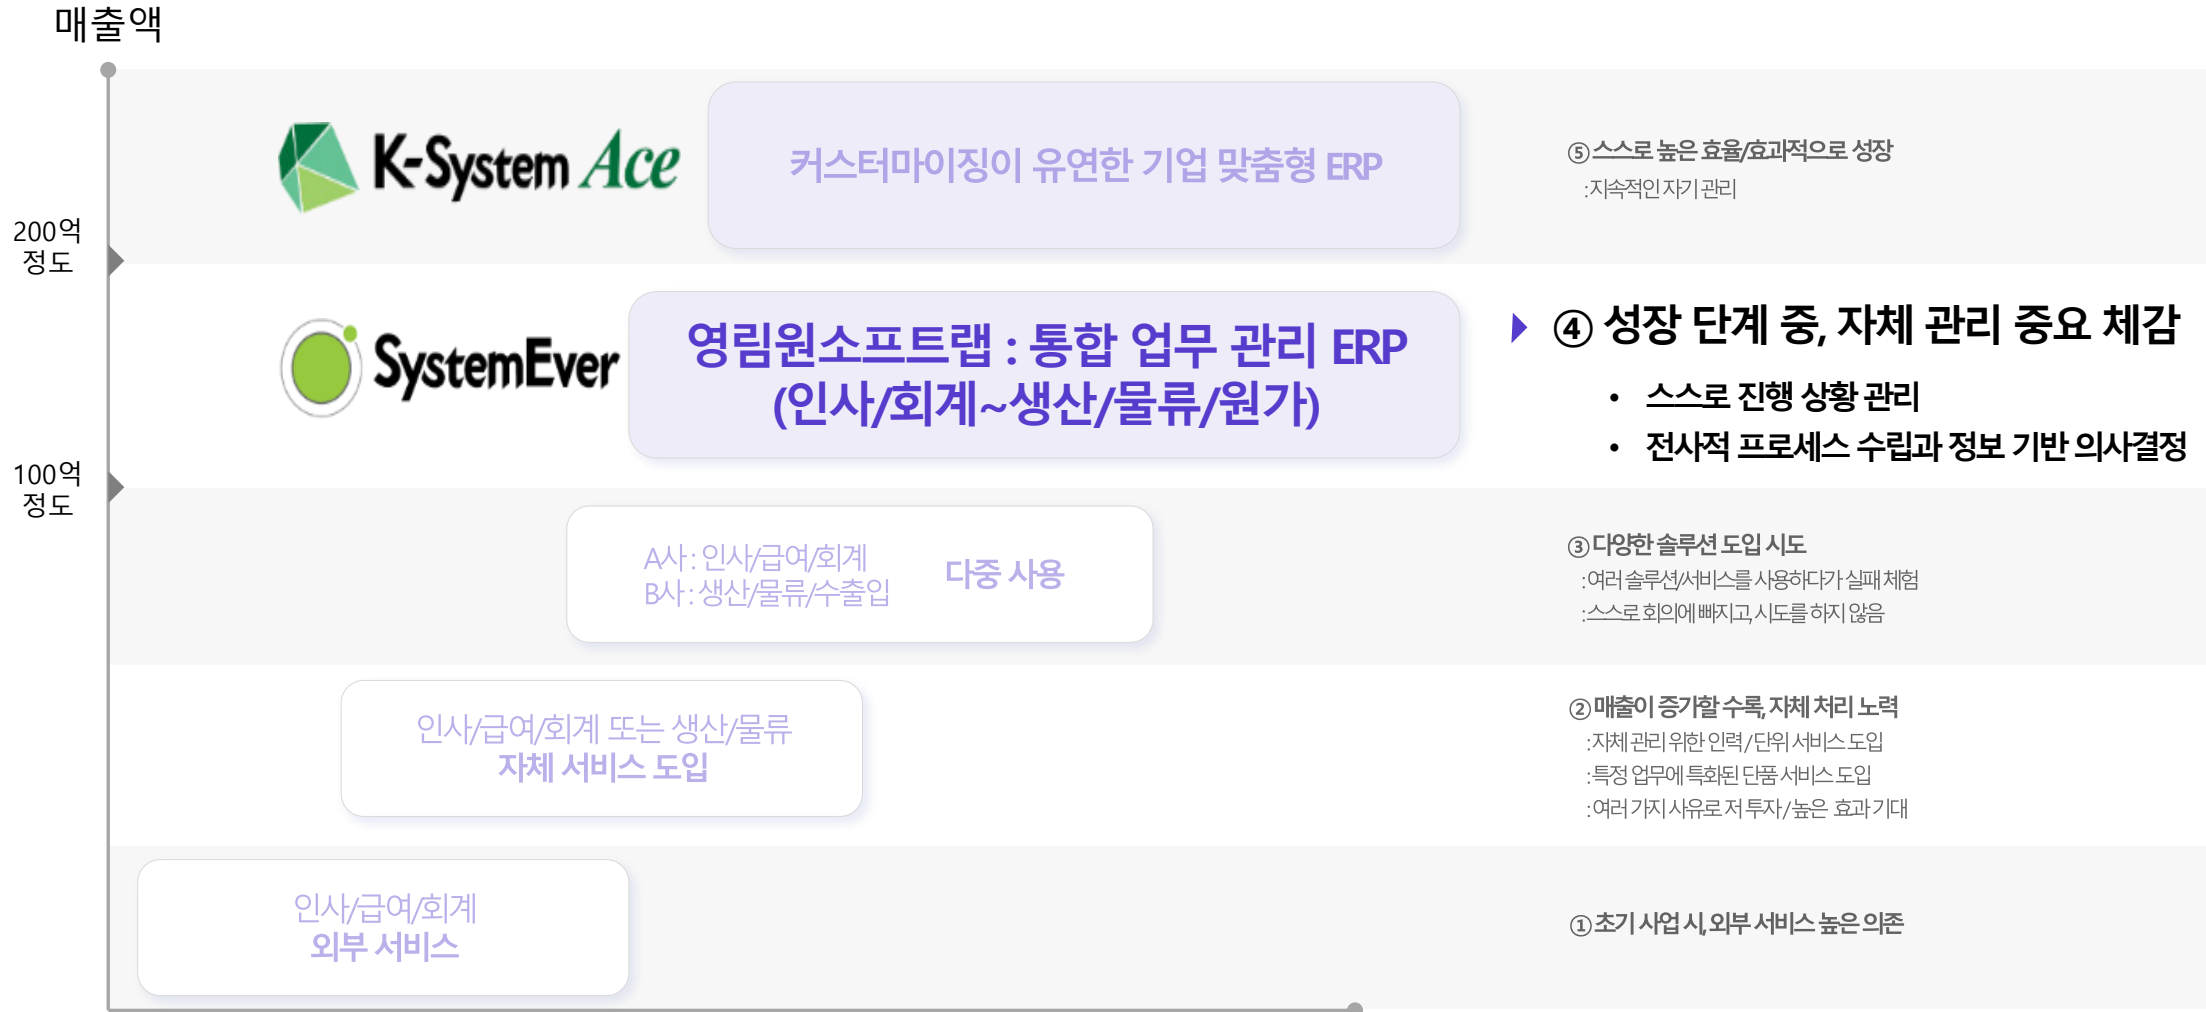 매출액
K-System Ace
커스터마이징이 유연한 기업 맞춤형 ERP
⑤ 스스로 높은 효율/효과적으로 성장
: 지속적인 자기 관리
200억
정도
SystemEver
영림원소프트랩 : 통합 업무 관리 ERP
(인사/회계~생산/물류/원가)
④ 성장 단계 중, 자체 관리 중요 체감
• 스스로 진행 상황 관리
• 전사적 프로세스 수립과 정보 기반 의사결정
100억
정도
A사 : 인사/급여/회계
B사 : 생산/물류/수출입
다중 사용
③ 다양한 솔루션 도입 시도
: 여러 솔루션/서비스를 사용하다가 실패 체험
: 스스로 회의에 빠지고, 시도를 하지 않음
인사/급여/회계 또는 생산/물류
자체 서비스 도입
② 매출이 증가할 수록, 자체 처리 노력
: 자체 관리 위한 인력 / 단위 서비스 도입
: 특정 업무에 특화된 단품 서비스 도입
: 여러 가지 사유로 저 투자 / 높은 효과 기대
인사/급여/회계
외부 서비스
① 초기 사업 시, 외부 서비스 높은 의존